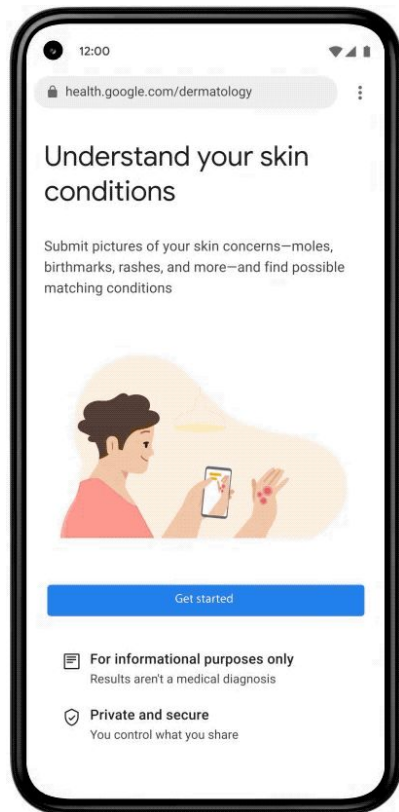 12:00
health.google.com/dermatology
Understand your skin
conditions
Submit pictures of your skin concerns—moles,
birthmarks, rashes, and more—and find possible
matching conditions
Get started
For informational purposes only
Results aren't a medical diagnosis
Private and secure
You control what you share